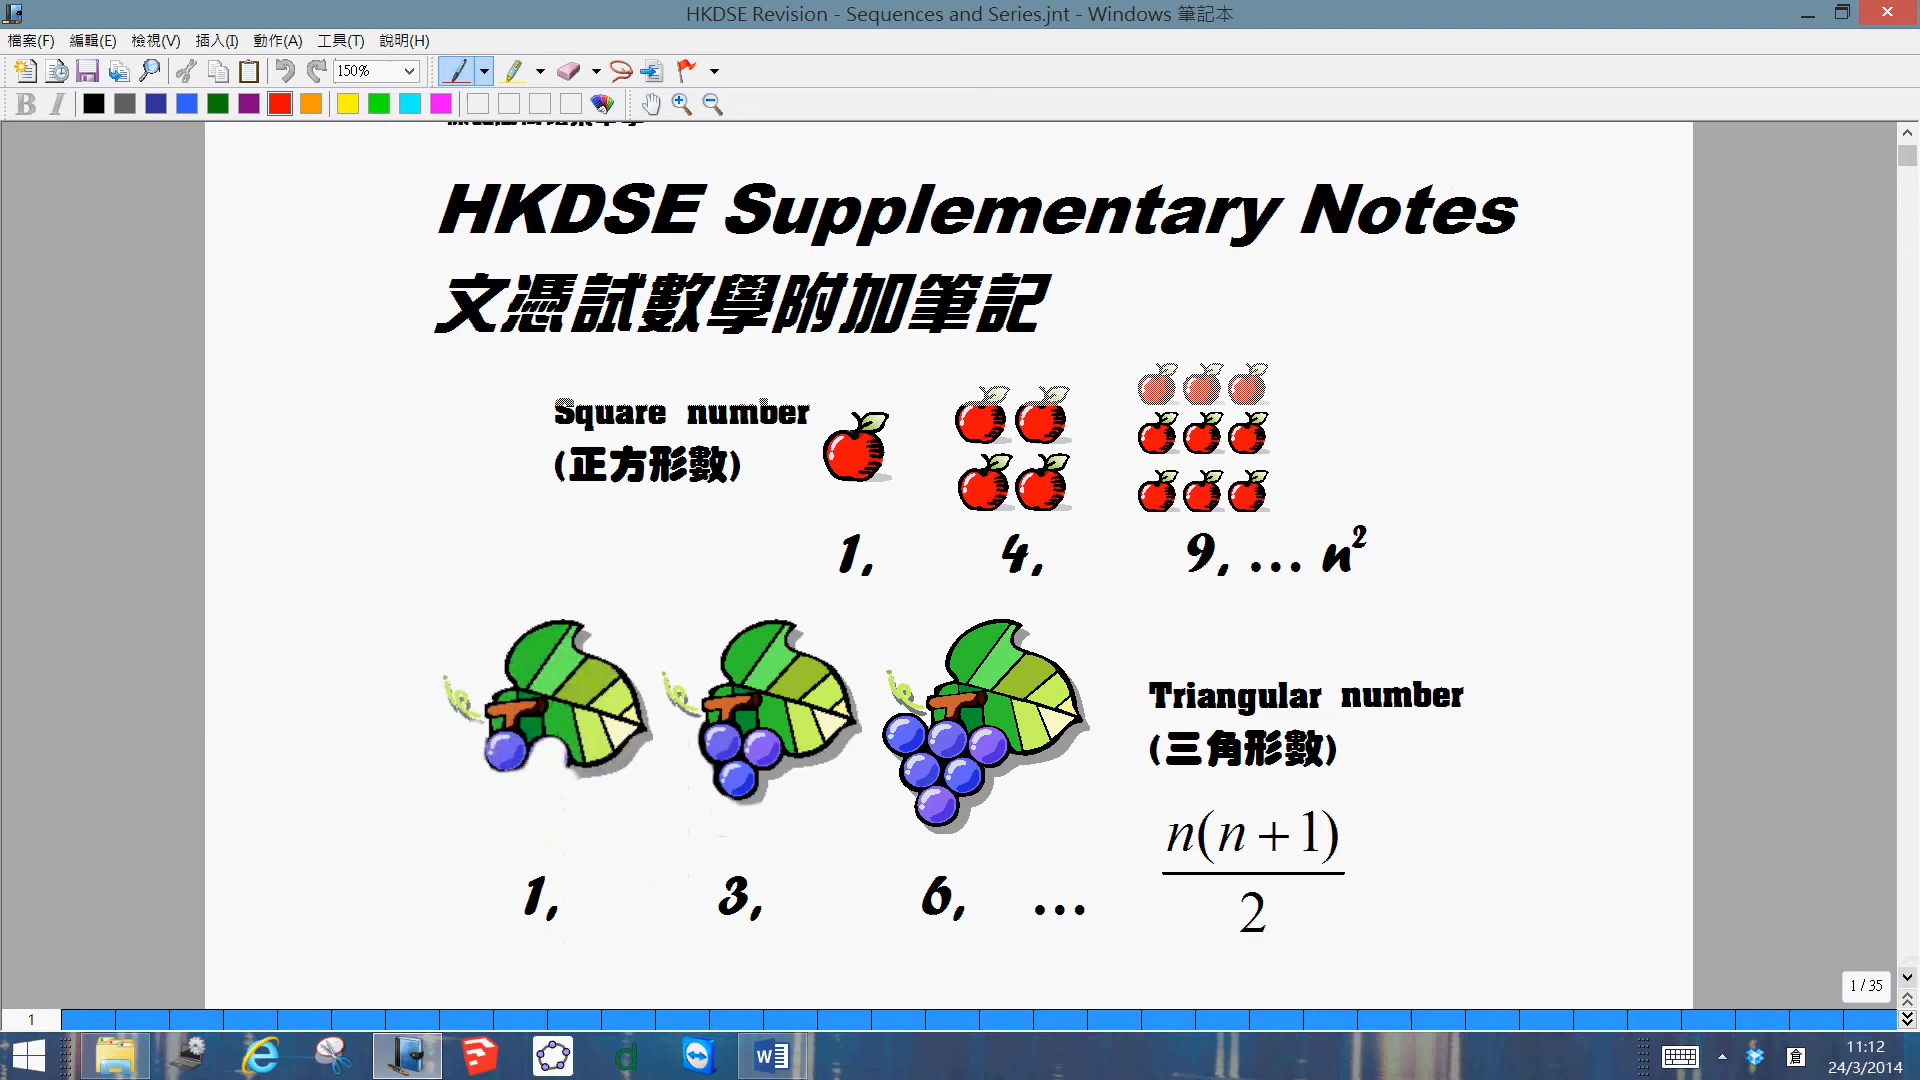 HKDSE Revision - Sequences and Series.jnt - Windows 筆記本
檔案(F) 編輯(E) 檢視(V) 插入(I) 動作(A) 工具(T) 說明(H)
150%
B I
HKDSE Supplementary Notes
文憑試數學附加筆記
Square number
(正方形數)
1, 4, 9, ... n²
Triangular number
(三角形數)
1, 3, 6, ...
n(n+1)
2
1 / 35
1
倉
11:12
24/3/2014